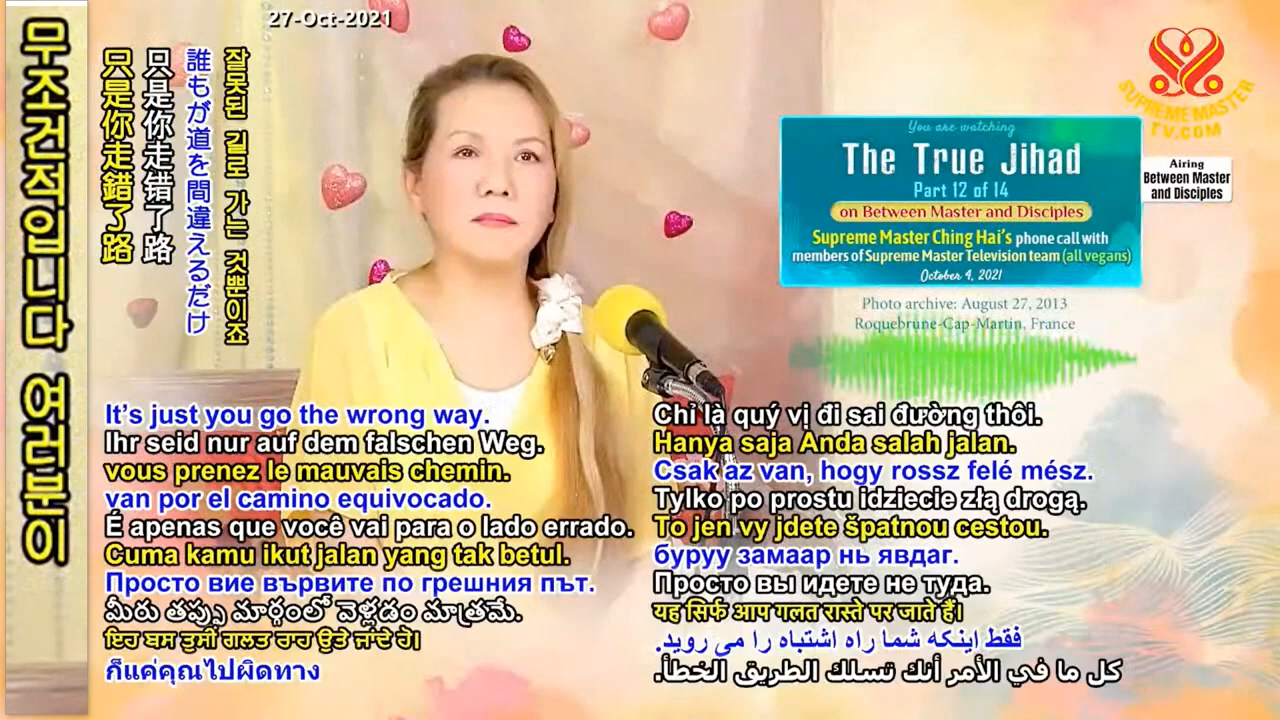 27-Oct-2021
무조건적입니다 여러분이
只是你走錯了路
只是你走错了路
誰もが道を間違えるだけ
잘못된 길로 가는 것뿐이죠
SUPREME MASTER
TV.COM
You are watching
The True Jihad
Part 12 of 14
on Between Master and Disciples
Supreme Master Ching Hai's phone call with
members of Supreme Master Television team (all vegans)
October 4, 2021
Airing
Between Master
and Disciples
Photo archive: August 27, 2013
Roquebrune-Cap-Martin, France
It's just you go the wrong way.
Ihr seid nur auf dem falschen Weg.
vous prenez le mauvais chemin.
van por el camino equivocado.
É apenas que você vai para o lado errado.
Cuma kamu ikut jalan yang tak betul.
Просто вие вървите по грешния път.
మీరు తప్పు మార్గంలో వెళ్లడం మాత్రమే.
ਇਹ ਬਸ ਤੁਸੀਂ ਗਲਤ ਰਾਹ ਉਤੇ ਜਾਂਦੇ ਹੋ।
ก็แค่คุณไปผิดทาง
Chỉ là quý vị đi sai đường thôi.
Hanya saja Anda salah jalan.
Csak az van, hogy rossz felé mész.
Tylko po prostu idziecie złą drogą.
To jen vy jdete špatnou cestou.
буруу замаар нь явдаг.
Просто вы идете не туда.
यह सिर्फ आप गलत रास्ते पर जाते हैं।
فقط اینکه شما راه اشتباه را می روید.
كل ما في الأمر أنك تسلك الطريق الخطأ.